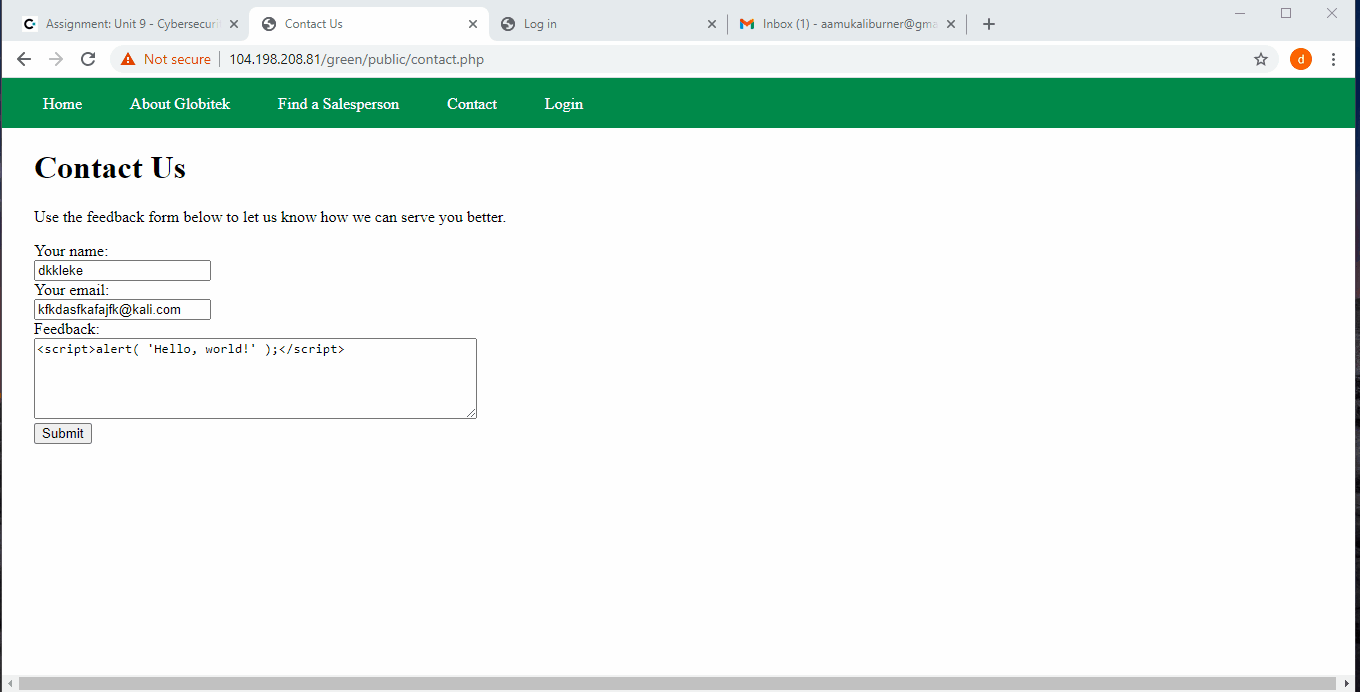 Assignment: Unit 9 - Cybersecuri
Contact Us
Log in
Inbox (1) - aamukaliburner@gma
Not secure
104.198.208.81/green/public/contact.php
d
Home
About Globitek
Find a Salesperson
Contact
Login
Contact Us
Use the feedback form below to let us know how we can serve you better.
Your name:
dkkleke
Your email:
kfkdasfkafajfk@kali.com
Feedback:
<script>alert( 'Hello, world!' );</script>
Submit